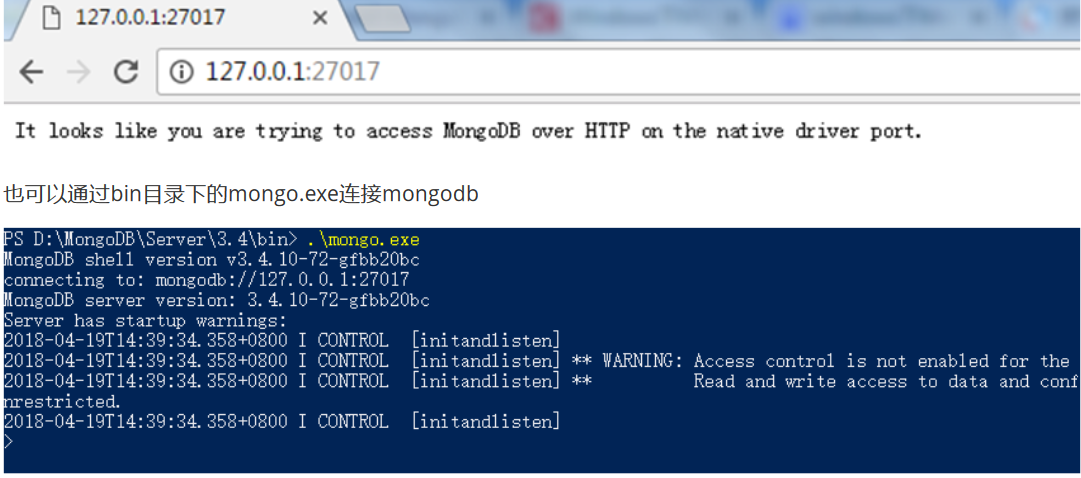 127.0.0.1:27017
127.0.0.1:27017
It looks like you are trying to access MongoDB over HTTP on the native driver port.
也可以通过bin目录下的mongo.exe连接mongodb
PS D:\MongoDB\Server\3.4\bin> .\mongo.exe
MongoDB shell version v3.4.10-72-gfbb20bc
connecting to: mongodb://127.0.0.1:27017
MongoDB server version: 3.4.10-72-gfbb20bc
Server has startup warnings:
2018-04-19T14:39:34.358+0800 I CONTROL  [initandlisten]
2018-04-19T14:39:34.358+0800 I CONTROL  [initandlisten] ** WARNING: Access control is not enabled for the
2018-04-19T14:39:34.358+0800 I CONTROL  [initandlisten] **          Read and write access to data and conf
nrestricted.
2018-04-19T14:39:34.358+0800 I CONTROL  [initandlisten]
>